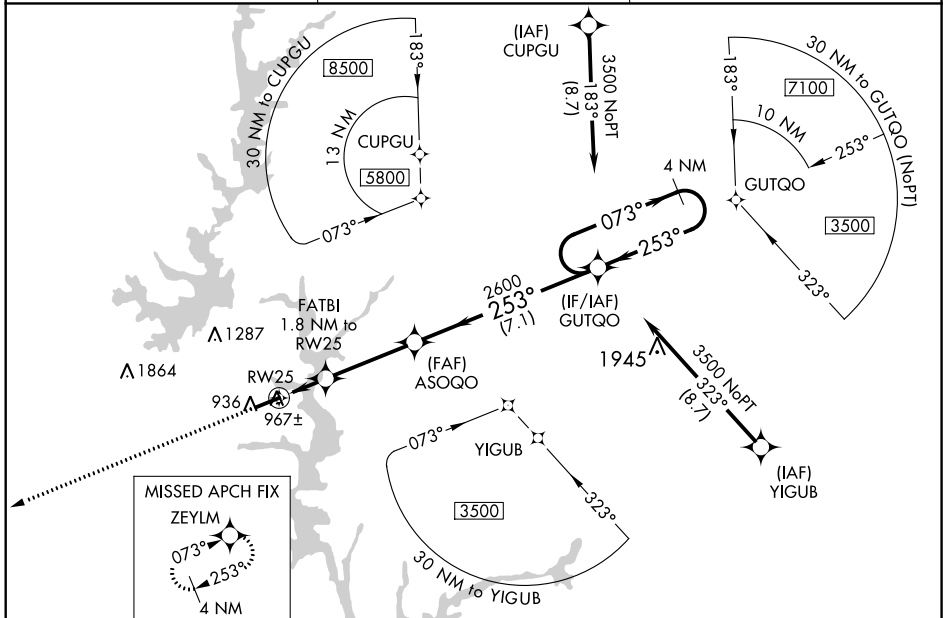 30 NM to CUPGU
8500
183°
13 NM
CUPGU
5800
073°
(IAF)
CUPGU
3500 NoPT
183°
(8.7)
30 NM to GUTQO (NoPT)
183°
7100
10 NM
253°
GUTQO
3500
323°
4 NM
073°
253°
(IF/IAF)
GUTQO
2600
253°
(7.1)
FATBI
1.8 NM to
RW25
1287
1864
(FAF)
ASOQO
RW25
936
967±
1945
3500 NoPT
323°
(8.7)
(IAF)
YIGUB
073°
YIGUB
3500
323°
30 NM to YIGUB
MISSED APCH FIX
ZEYLM
073°
253°
4 NM